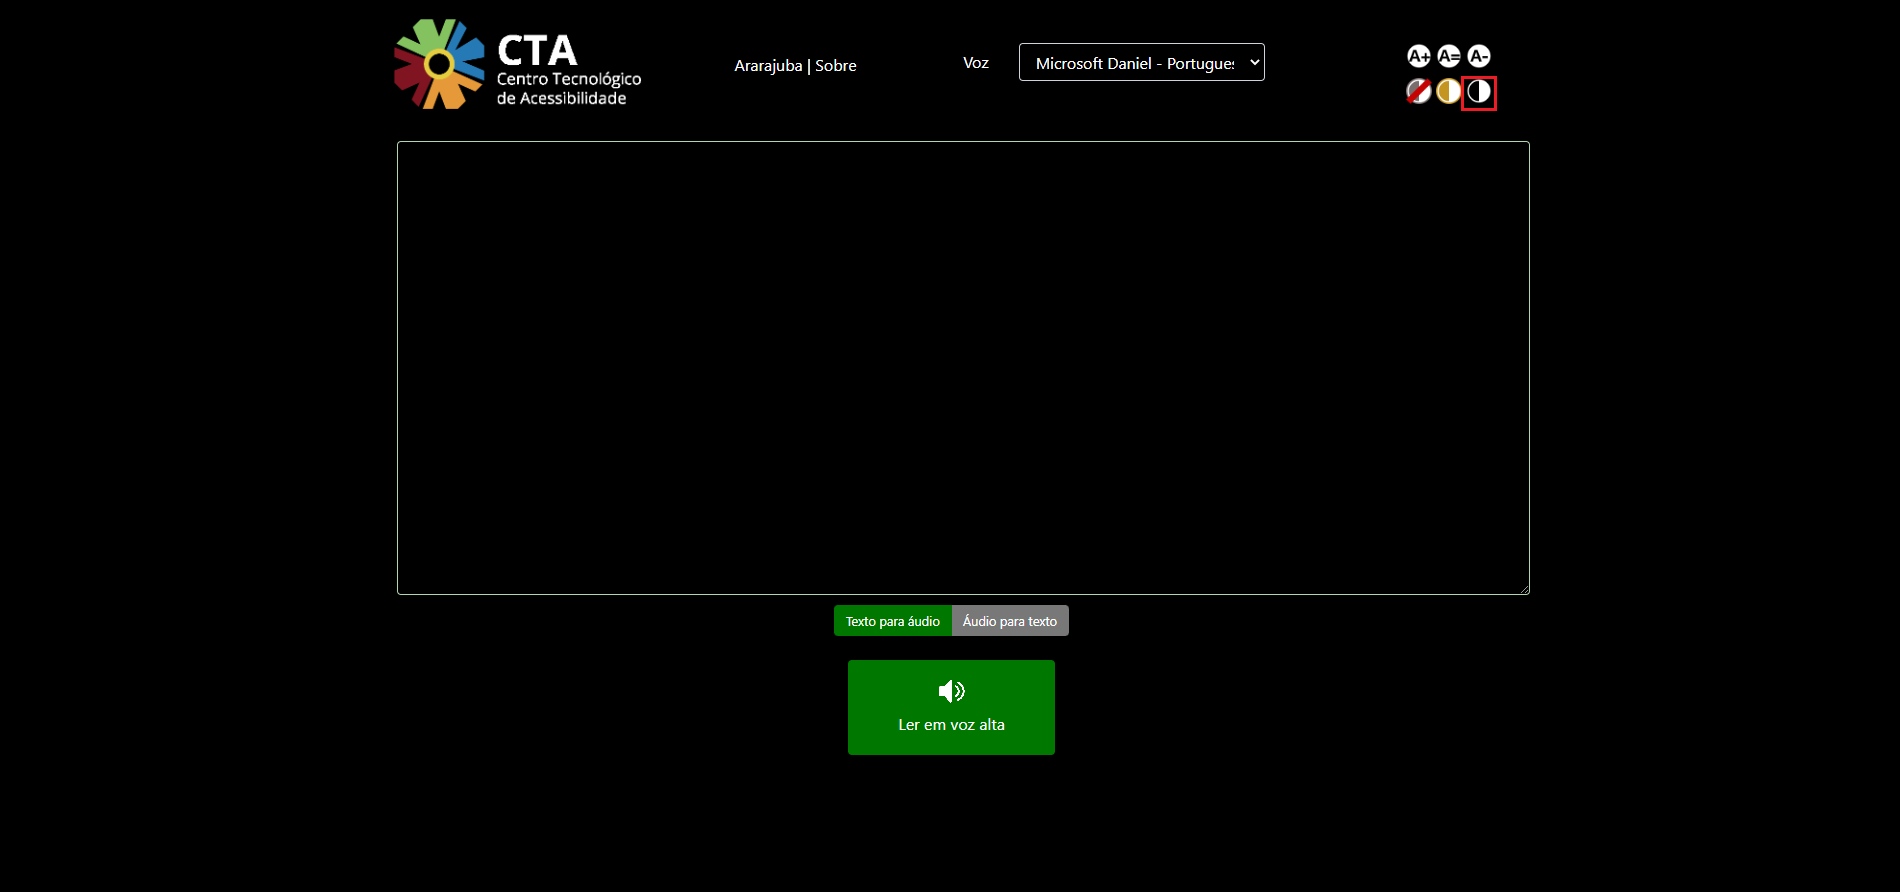 CTA
Centro Tecnológico
de Acessibilidade
Ararajuba | Sobre
Voz
Microsoft Daniel - Portugue
A+ A= A-
Texto para áudio
Áudio para texto
Ler em voz alta